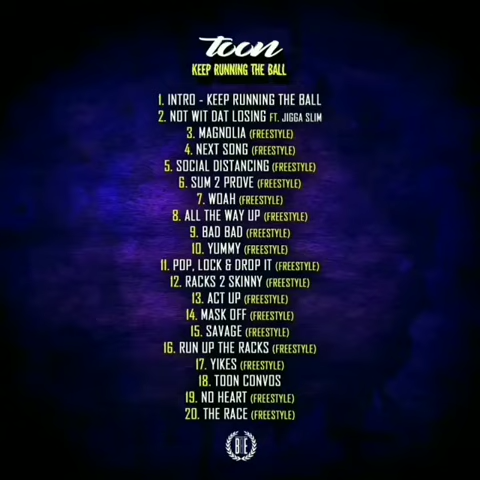 toon
KEEP RUNNING THE BALL
1. INTRO - KEEP RUNNING THE BALL
2. NOT WIT DAT LOSING FT. JIGGA SLIM
3. MAGNOLIA (FREESTYLE)
4. NEXT SONG (FREESTYLE)
5. SOCIAL DISTANCING (FREESTYLE)
6. SUM 2 PROVE (FREESTYLE)
7. WOAH (FREESTYLE)
8. ALL THE WAY UP (FREESTYLE)
9. BAD BAD (FREESTYLE)
10. YUMMY (FREESTYLE)
11. POP, LOCK & DROP IT (FREESTYLE)
12. RACKS 2 SKINNY (FREESTYLE)
13. ACT UP (FREESTYLE)
14. MASK OFF (FREESTYLE)
15. SAVAGE (FREESTYLE)
16. RUN UP THE RACKS (FREESTYLE)
17. YIKES (FREESTYLE)
18. TOON CONVOS
19. NO HEART (FREESTYLE)
20. THE RACE (FREESTYLE)
B E